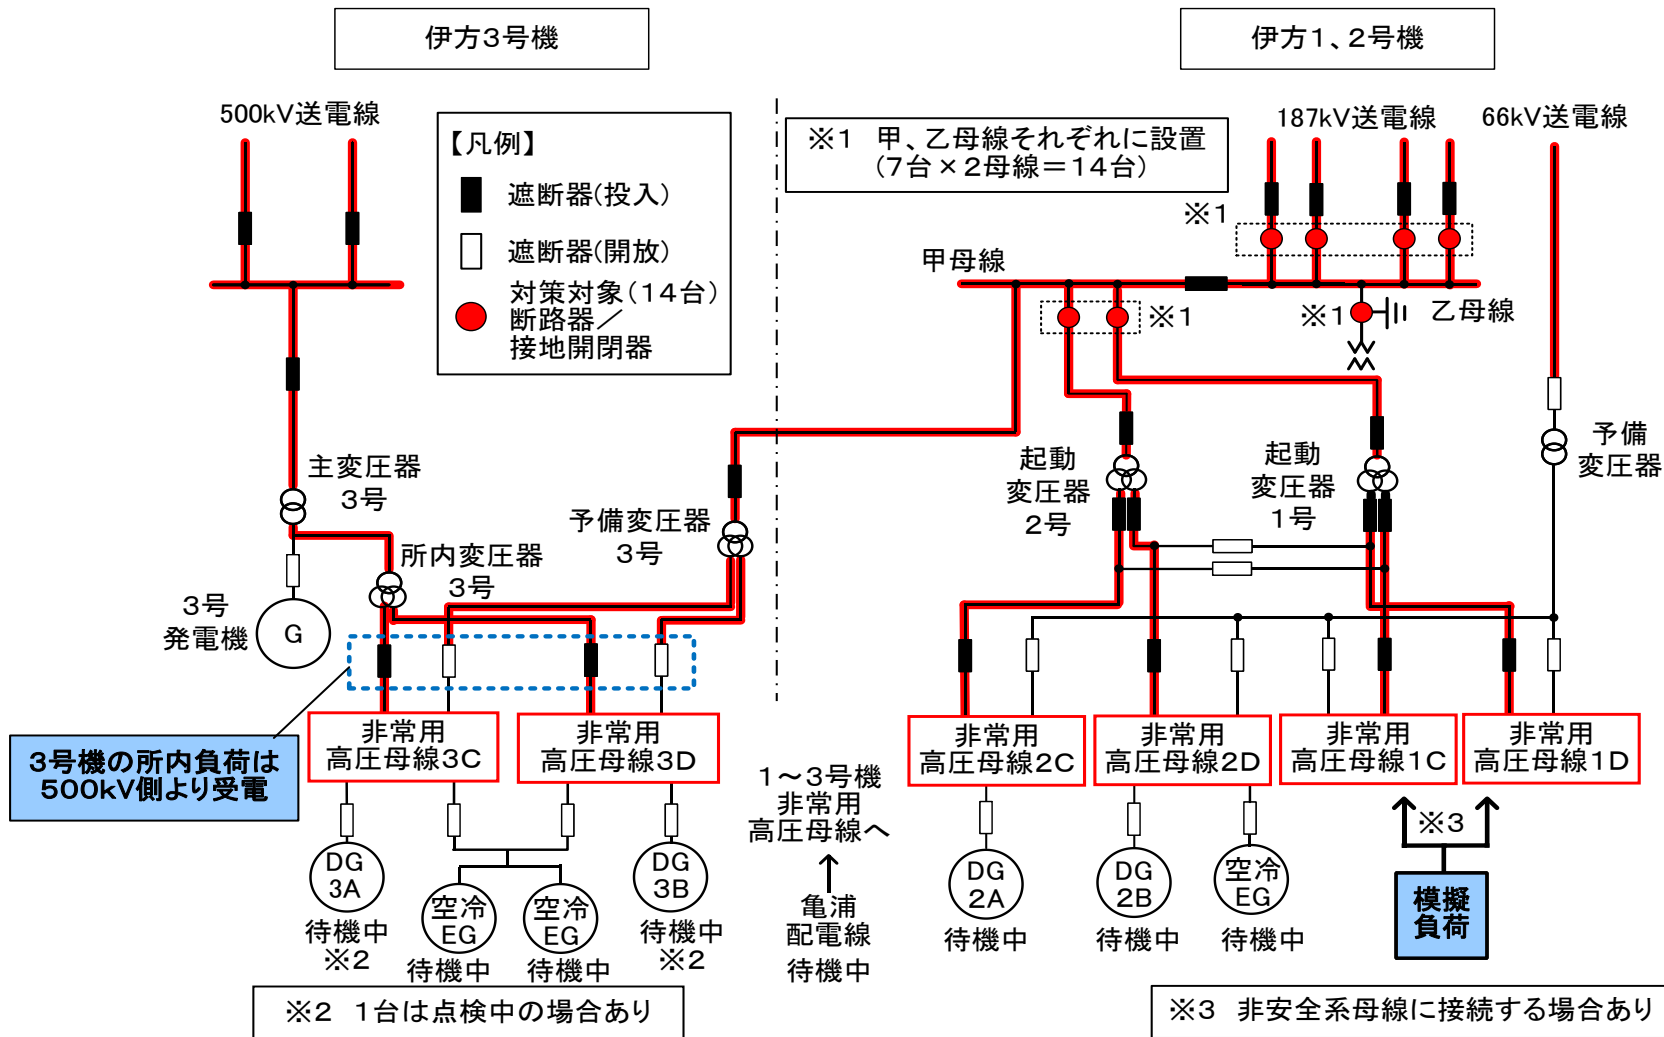 伊方３号機
伊方１、２号機
500kV送電線
【凡例】
遮断器(投入)
遮断器(開放)
対策対象(１４台)
断路器／
接地開閉器
※１　甲、乙母線それぞれに設置
(７台×２母線＝１４台)
187kV送電線
66kV送電線
※１
甲母線
※１
※１
乙母線
主変圧器
３号
予備変圧器
３号
所内変圧器
３号
３号
発電機
G
起動
変圧器
２号
起動
変圧器
１号
予備
変圧器
３号機の所内負荷は
500kV側より受電
非常用
高圧母線3C
非常用
高圧母線3D
非常用
高圧母線2C
非常用
高圧母線2D
非常用
高圧母線1C
非常用
高圧母線1D
DG
3A
待機中
※２
空冷
EG
待機中
空冷
EG
待機中
DG
3B
待機中
※２
１～３号機
非常用
高圧母線へ
亀浦
配電線
待機中
DG
2A
待機中
DG
2B
待機中
空冷
EG
待機中
※３
模擬
負荷
※２　１台は点検中の場合あり
※３　非安全系母線に接続する場合あり